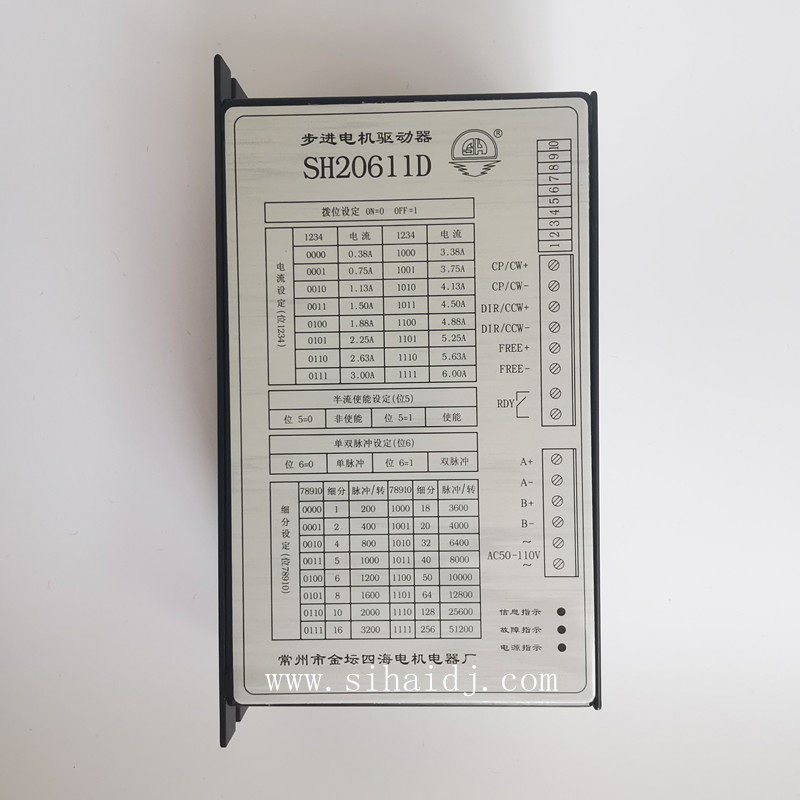 步进电机驱动器
SH20611D
®
1 2 3 4 5 6 7 8 9 10
拨位设定 ON=0 OFF=1
电流设定(位1234)
1234 电流 1234 电流
0000 0.38A 1000 3.38A
0001 0.75A 1001 3.75A
0010 1.13A 1010 4.13A
0011 1.50A 1011 4.50A
0100 1.88A 1100 4.88A
0101 2.25A 1101 5.25A
0110 2.63A 1110 5.63A
0111 3.00A 1111 6.00A
CP/CW+
CP/CW-
DIR/CCW+
DIR/CCW-
FREE+
FREE-
RDY
半流使能设定(位5)
位 5=0 非使能 位 5=1 使能
单双脉冲设定(位6)
位 6=0 单脉冲 位 6=1 双脉冲
细分设定(位78910)
78910 细分 脉冲/转 78910 细分 脉冲/转
0000 1 200 1000 18 3600
0001 2 400 1001 20 4000
0010 4 800 1010 32 6400
0011 5 1000 1011 40 8000
0100 6 1200 1100 50 10000
0101 8 1600 1101 64 12800
0110 10 2000 1110 128 25600
0111 16 3200 1111 256 51200
A+
A-
B+
B-
~
AC50-110V
~
信息指示
故障指示
电源指示
常州市金坛四海电机电器厂
www.sihaidj.com